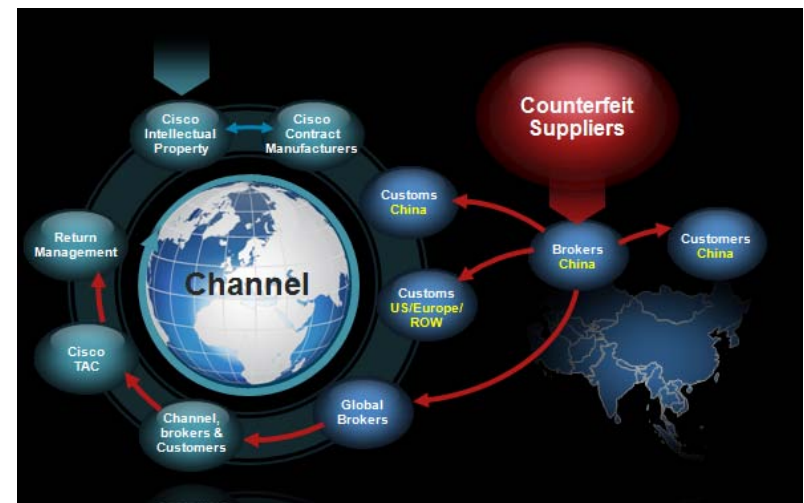 Cisco
Intellectual
Property
Cisco
Contract
Manufacturers
Counterfeit
Suppliers
Customs
China
Return
Management
Channel
Brokers
China
Customers
China
Customs
US/Europe/
ROW
Cisco
TAC
Global
Brokers
Channel,
brokers &
Customers